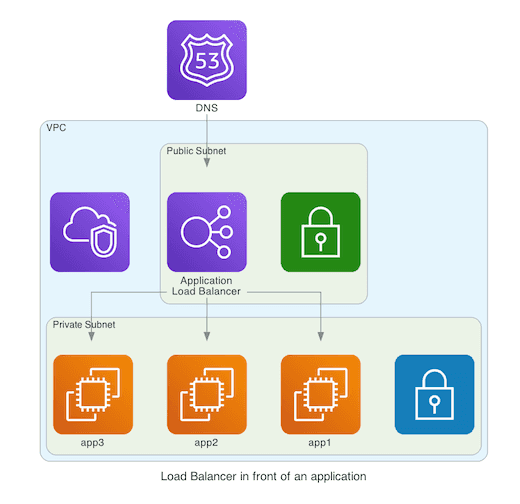 53
DNS
VPC
Public Subnet
Application
Load Balancer
Private Subnet
app3
app2
app1
Load Balancer in front of an application